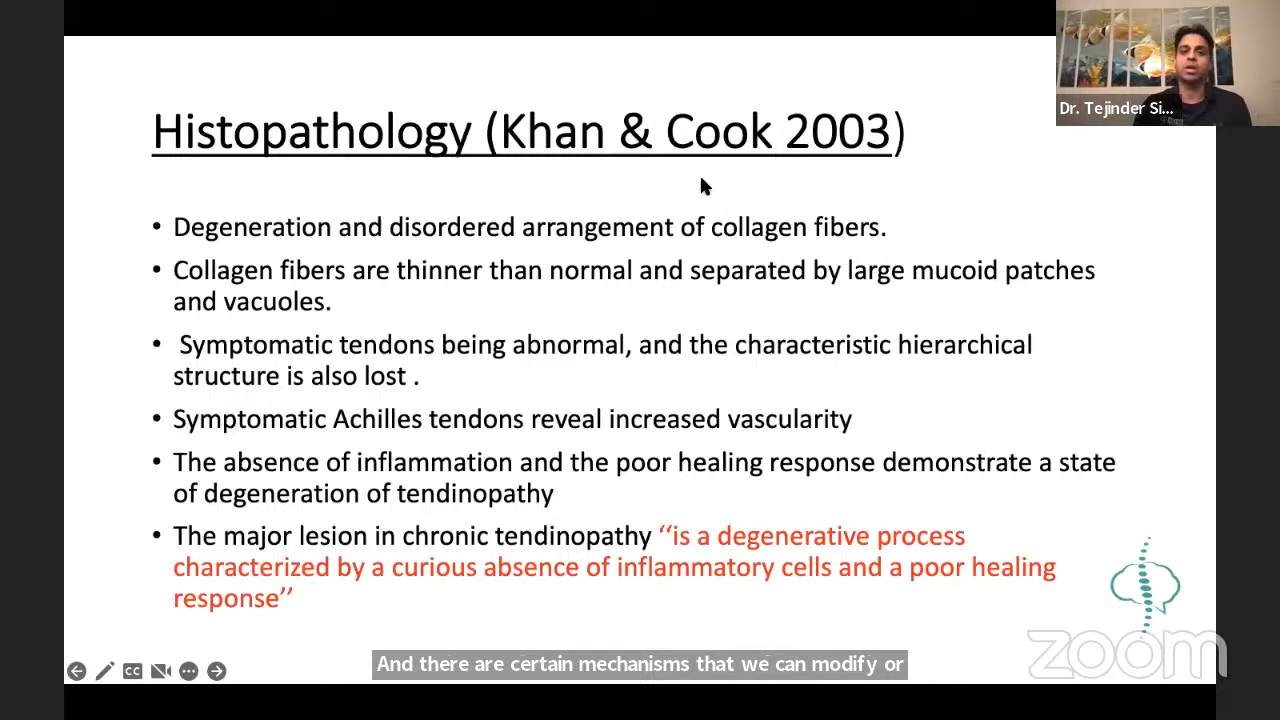 Dr. Tejinder Si...
Histopathology (Khan & Cook 2003)
• Degeneration and disordered arrangement of collagen fibers.
• Collagen fibers are thinner than normal and separated by large mucoid patches
and vacuoles.
• Symptomatic tendons being abnormal, and the characteristic hierarchical
structure is also lost .
• Symptomatic Achilles tendons reveal increased vascularity
• The absence of inflammation and the poor healing response demonstrate a state
of degeneration of tendinopathy
• The major lesion in chronic tendinopathy ‘‘is a degenerative process
characterized by a curious absence of inflammatory cells and a poor healing
response’’
zoom
CC
And there are certain mechanisms that we can modify or